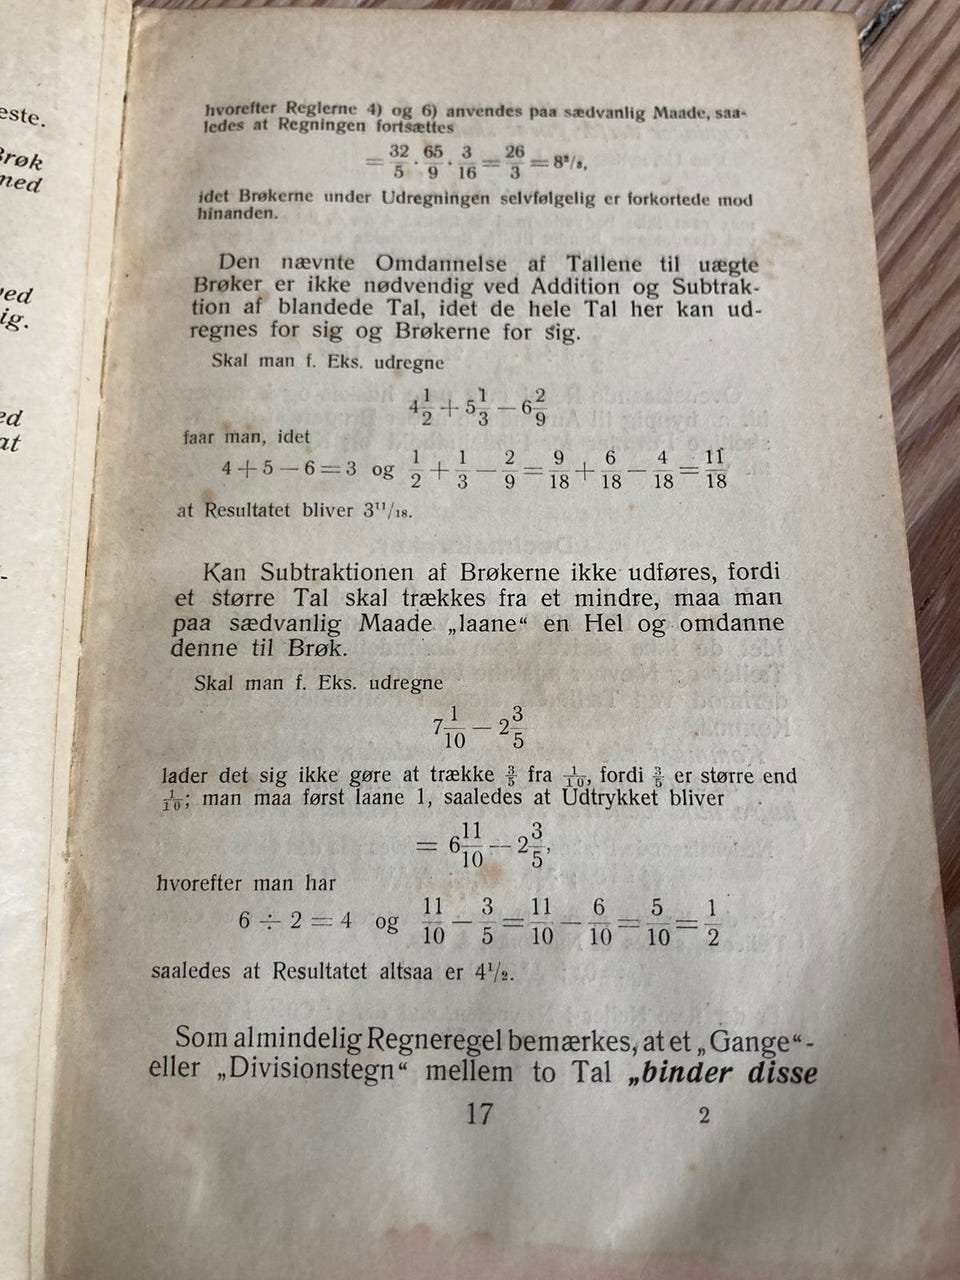 este.
røk
ned
ved
ig.
ed
at
-
hvorefter Reglerne 4) og 6) anvendes paa sædvanlig Maade, saa-
ledes at Regningen fortsættes
= 32/5 · 65/9 · 3/16 = 26/3 = 8²/₃,
idet Brøkerne under Udregningen selvfølgelig er forkortede mod
hinanden.
Den nævnte Omdannelse af Tallene til uægte
Brøker er ikke nødvendig ved Addition og Subtrak-
tion af blandede Tal, idet de hele Tal her kan ud-
regnes for sig og Brøkerne for sig.
Skal man f. Eks. udregne
4 1/2 + 5 1/3 — 6 2/9
faar man, idet
4 + 5 — 6 = 3 og 1/2 + 1/3 — 2/9 = 9/18 + 6/18 — 4/18 = 11/18
at Resultatet bliver 3¹¹/₁₈.
Kan Subtraktionen af Brøkerne ikke udføres, fordi
et større Tal skal trækkes fra et mindre, maa man
paa sædvanlig Maade „laane“ en Hel og omdanne
denne til Brøk.
Skal man f. Eks. udregne
7 1/10 — 2 3/5
lader det sig ikke gøre at trække 3/5 fra 1/10, fordi 3/5 er større end
1/10; man maa først laane 1, saaledes at Udtrykket bliver
= 6 11/10 — 2 3/5,
hvorefter man har
6 ÷ 2 = 4 og 11/10 — 3/5 = 11/10 — 6/10 = 5/10 = 1/2
saaledes at Resultatet altsaa er 4¹/₂.
Som almindelig Regneregel bemærkes, at et „Gange“-
eller „Divisionstegn“ mellem to Tal „binder disse
17 2